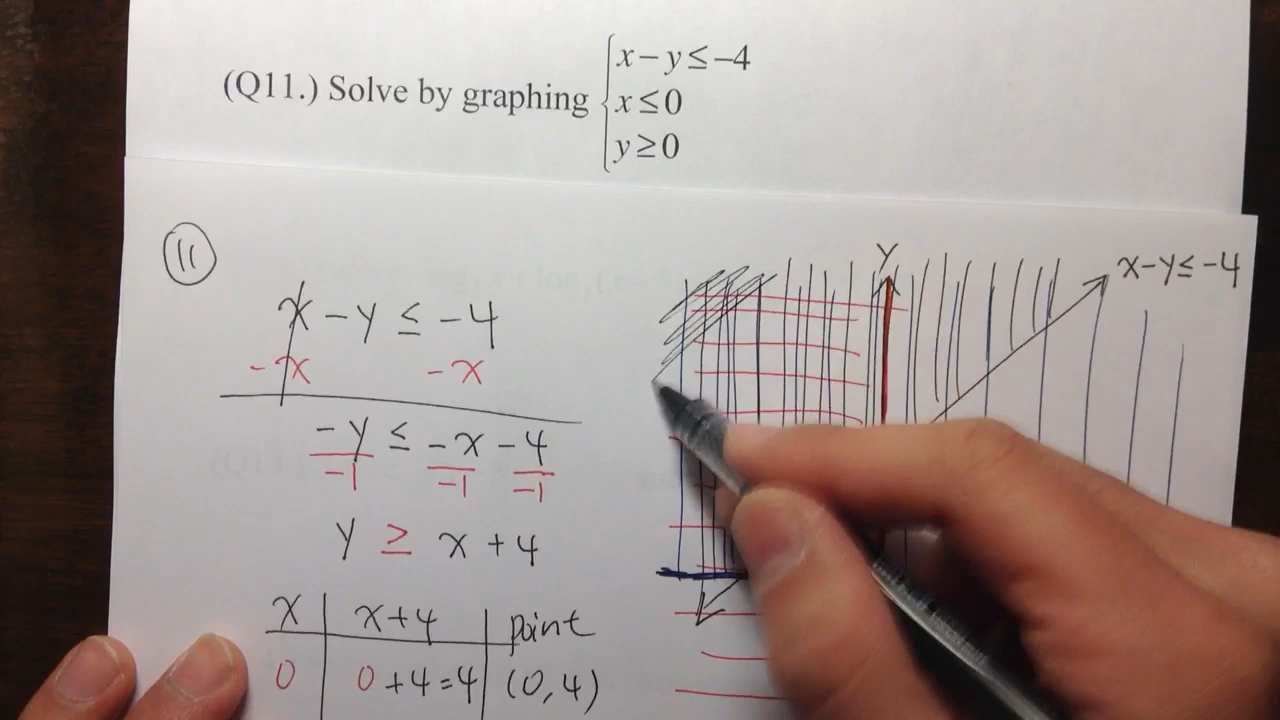 (Q11.) Solve by graphing
x − y ≤ −4
x ≤ 0
y ≥ 0
11
x − y ≤ −4
−x −x
−y ≤ −x −4
−1 −1 −1
y ≥ x + 4
x x+4 point
0 0+4=4 (0,4)
Y
x−y≤−4